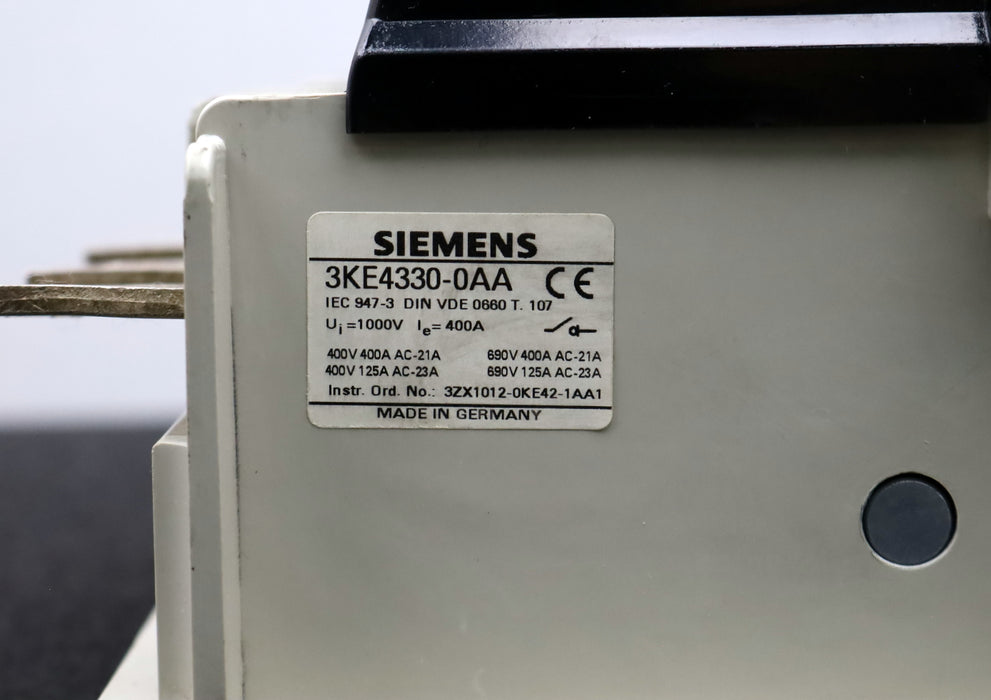 SIEMENS
3KE4330-0AA CE
IEC 947-3 DIN VDE 0660 T. 107
Ui=1000V Ie=400A
400V 400A AC-21A 690V 400A AC-21A
400V 125A AC-23A 690V 125A AC-23A
Instr. Ord. No.: 3ZX1012-0KE42-1AA1
MADE IN GERMANY